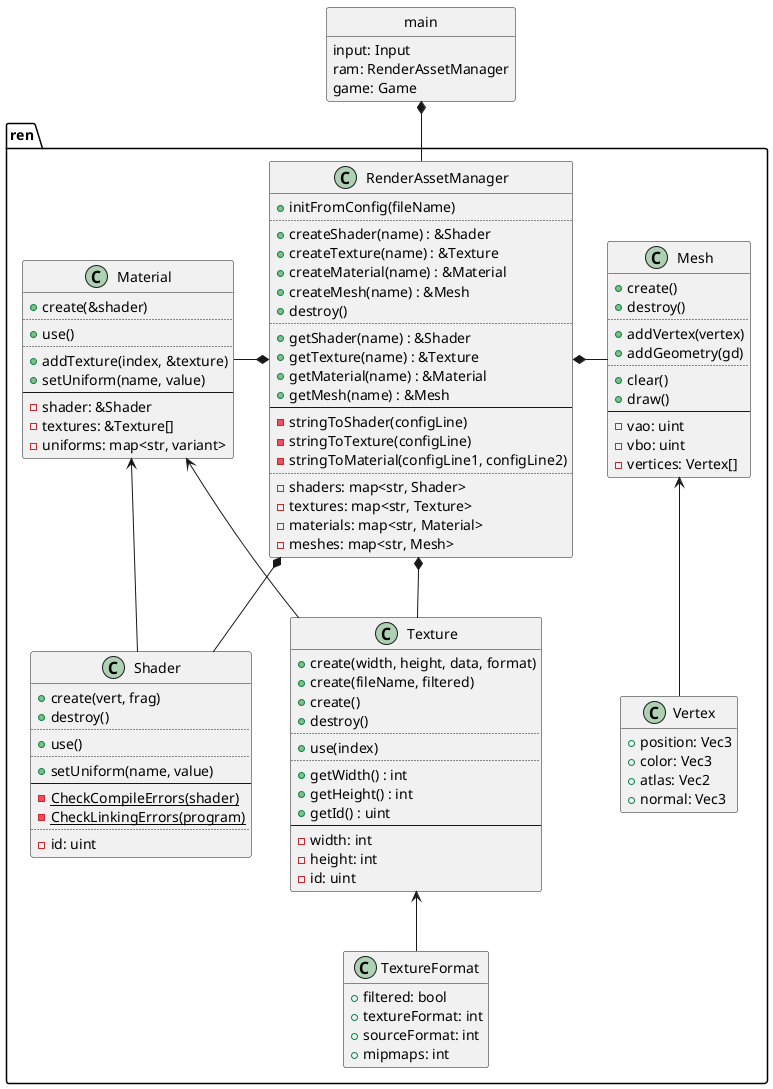 main
input: Input
ram: RenderAssetManager
game: Game
ren
C RenderAssetManager
initFromConfig(fileName)
createShader(name) : &Shader
createTexture(name) : &Texture
createMaterial(name) : &Material
createMesh(name) : &Mesh
destroy()
getShader(name) : &Shader
getTexture(name) : &Texture
getMaterial(name) : &Material
getMesh(name) : &Mesh
stringToShader(configLine)
stringToTexture(configLine)
stringToMaterial(configLine1, configLine2)
shaders: map<str, Shader>
textures: map<str, Texture>
materials: map<str, Material>
meshes: map<str, Mesh>
C Material
create(&shader)
use()
addTexture(index, &texture)
setUniform(name, value)
shader: &Shader
textures: &Texture[]
uniforms: map<str, variant>
C Mesh
create()
destroy()
addVertex(vertex)
addGeometry(gd)
clear()
draw()
vao: uint
vbo: uint
vertices: Vertex[]
C Shader
create(vert, frag)
destroy()
use()
setUniform(name, value)
CheckCompileErrors(shader)
CheckLinkingErrors(program)
id: uint
C Texture
create(width, height, data, format)
create(fileName, filtered)
create()
destroy()
use(index)
getWidth() : int
getHeight() : int
getId() : uint
width: int
height: int
id: uint
C Vertex
position: Vec3
color: Vec3
atlas: Vec2
normal: Vec3
C TextureFormat
filtered: bool
textureFormat: int
sourceFormat: int
mipmaps: int